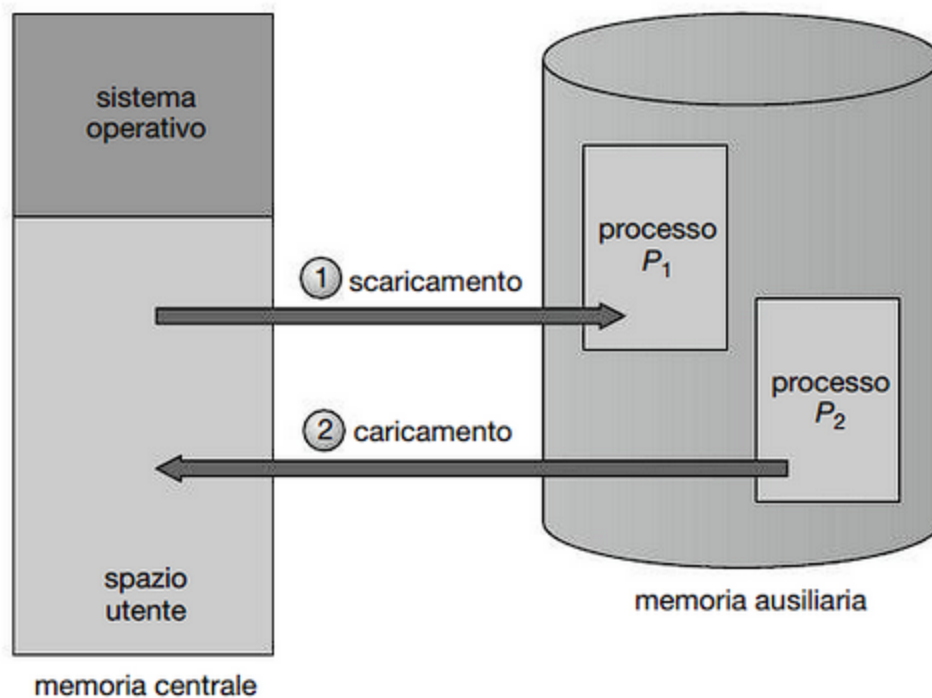 sistema
operativo
processo
P1
1 scaricamento
processo
P2
2 caricamento
spazio
utente
memoria ausiliaria
memoria centrale